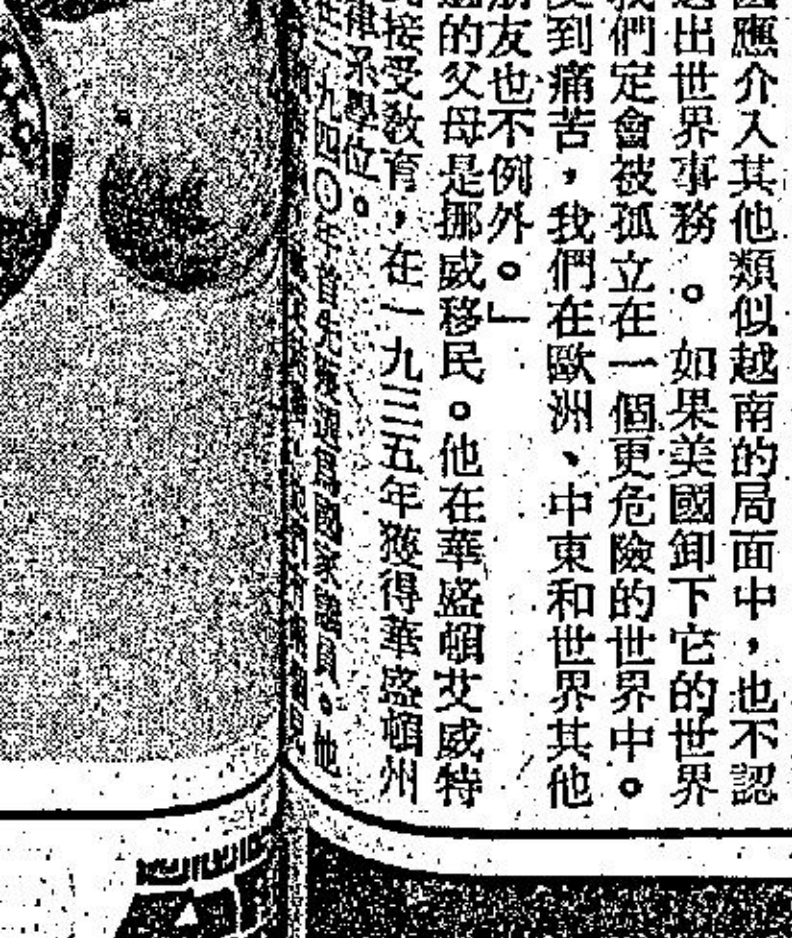 應介入其他類似越南的局面中，也不認
出世界事務。如果美國卸下它的世界
我們定會被孤立在一個更危險的世界中。
到痛苦，我們在歐洲、中東和世界其他
朋友也不例外。」
的父母是挪威移民。他在華盛頓艾威特
接受教育，在一九三五年獲得華盛頓州
律系學位。
在一九四〇年首先獲選為國家議員。他